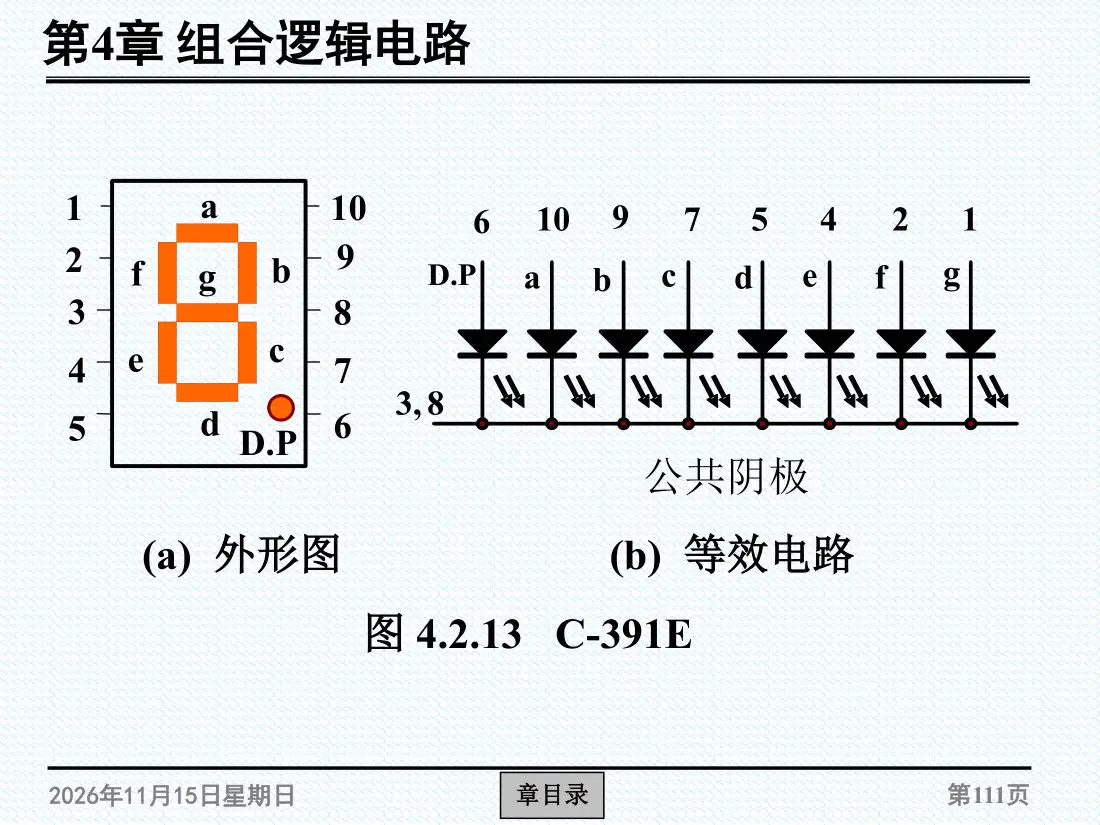 第4章 组合逻辑电路
1 a 10
2 f g b 9
3 8
4 e c 7
5 d D.P 6
6 10 9 7 5 4 2 1
D.P a b c d e f g
3, 8
公共阴极
(a) 外形图
(b) 等效电路
图 4.2.13 C-391E
2026年11月15日星期日
章目录
第111页